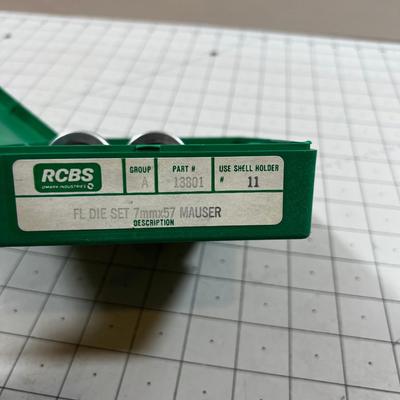 RCBS
OMARK INDUSTRIES
GROUP
A
PART #
13801
USE SHELL HOLDER
# 11
FL DIE SET 7mmx57 MAUSER
DESCRIPTION